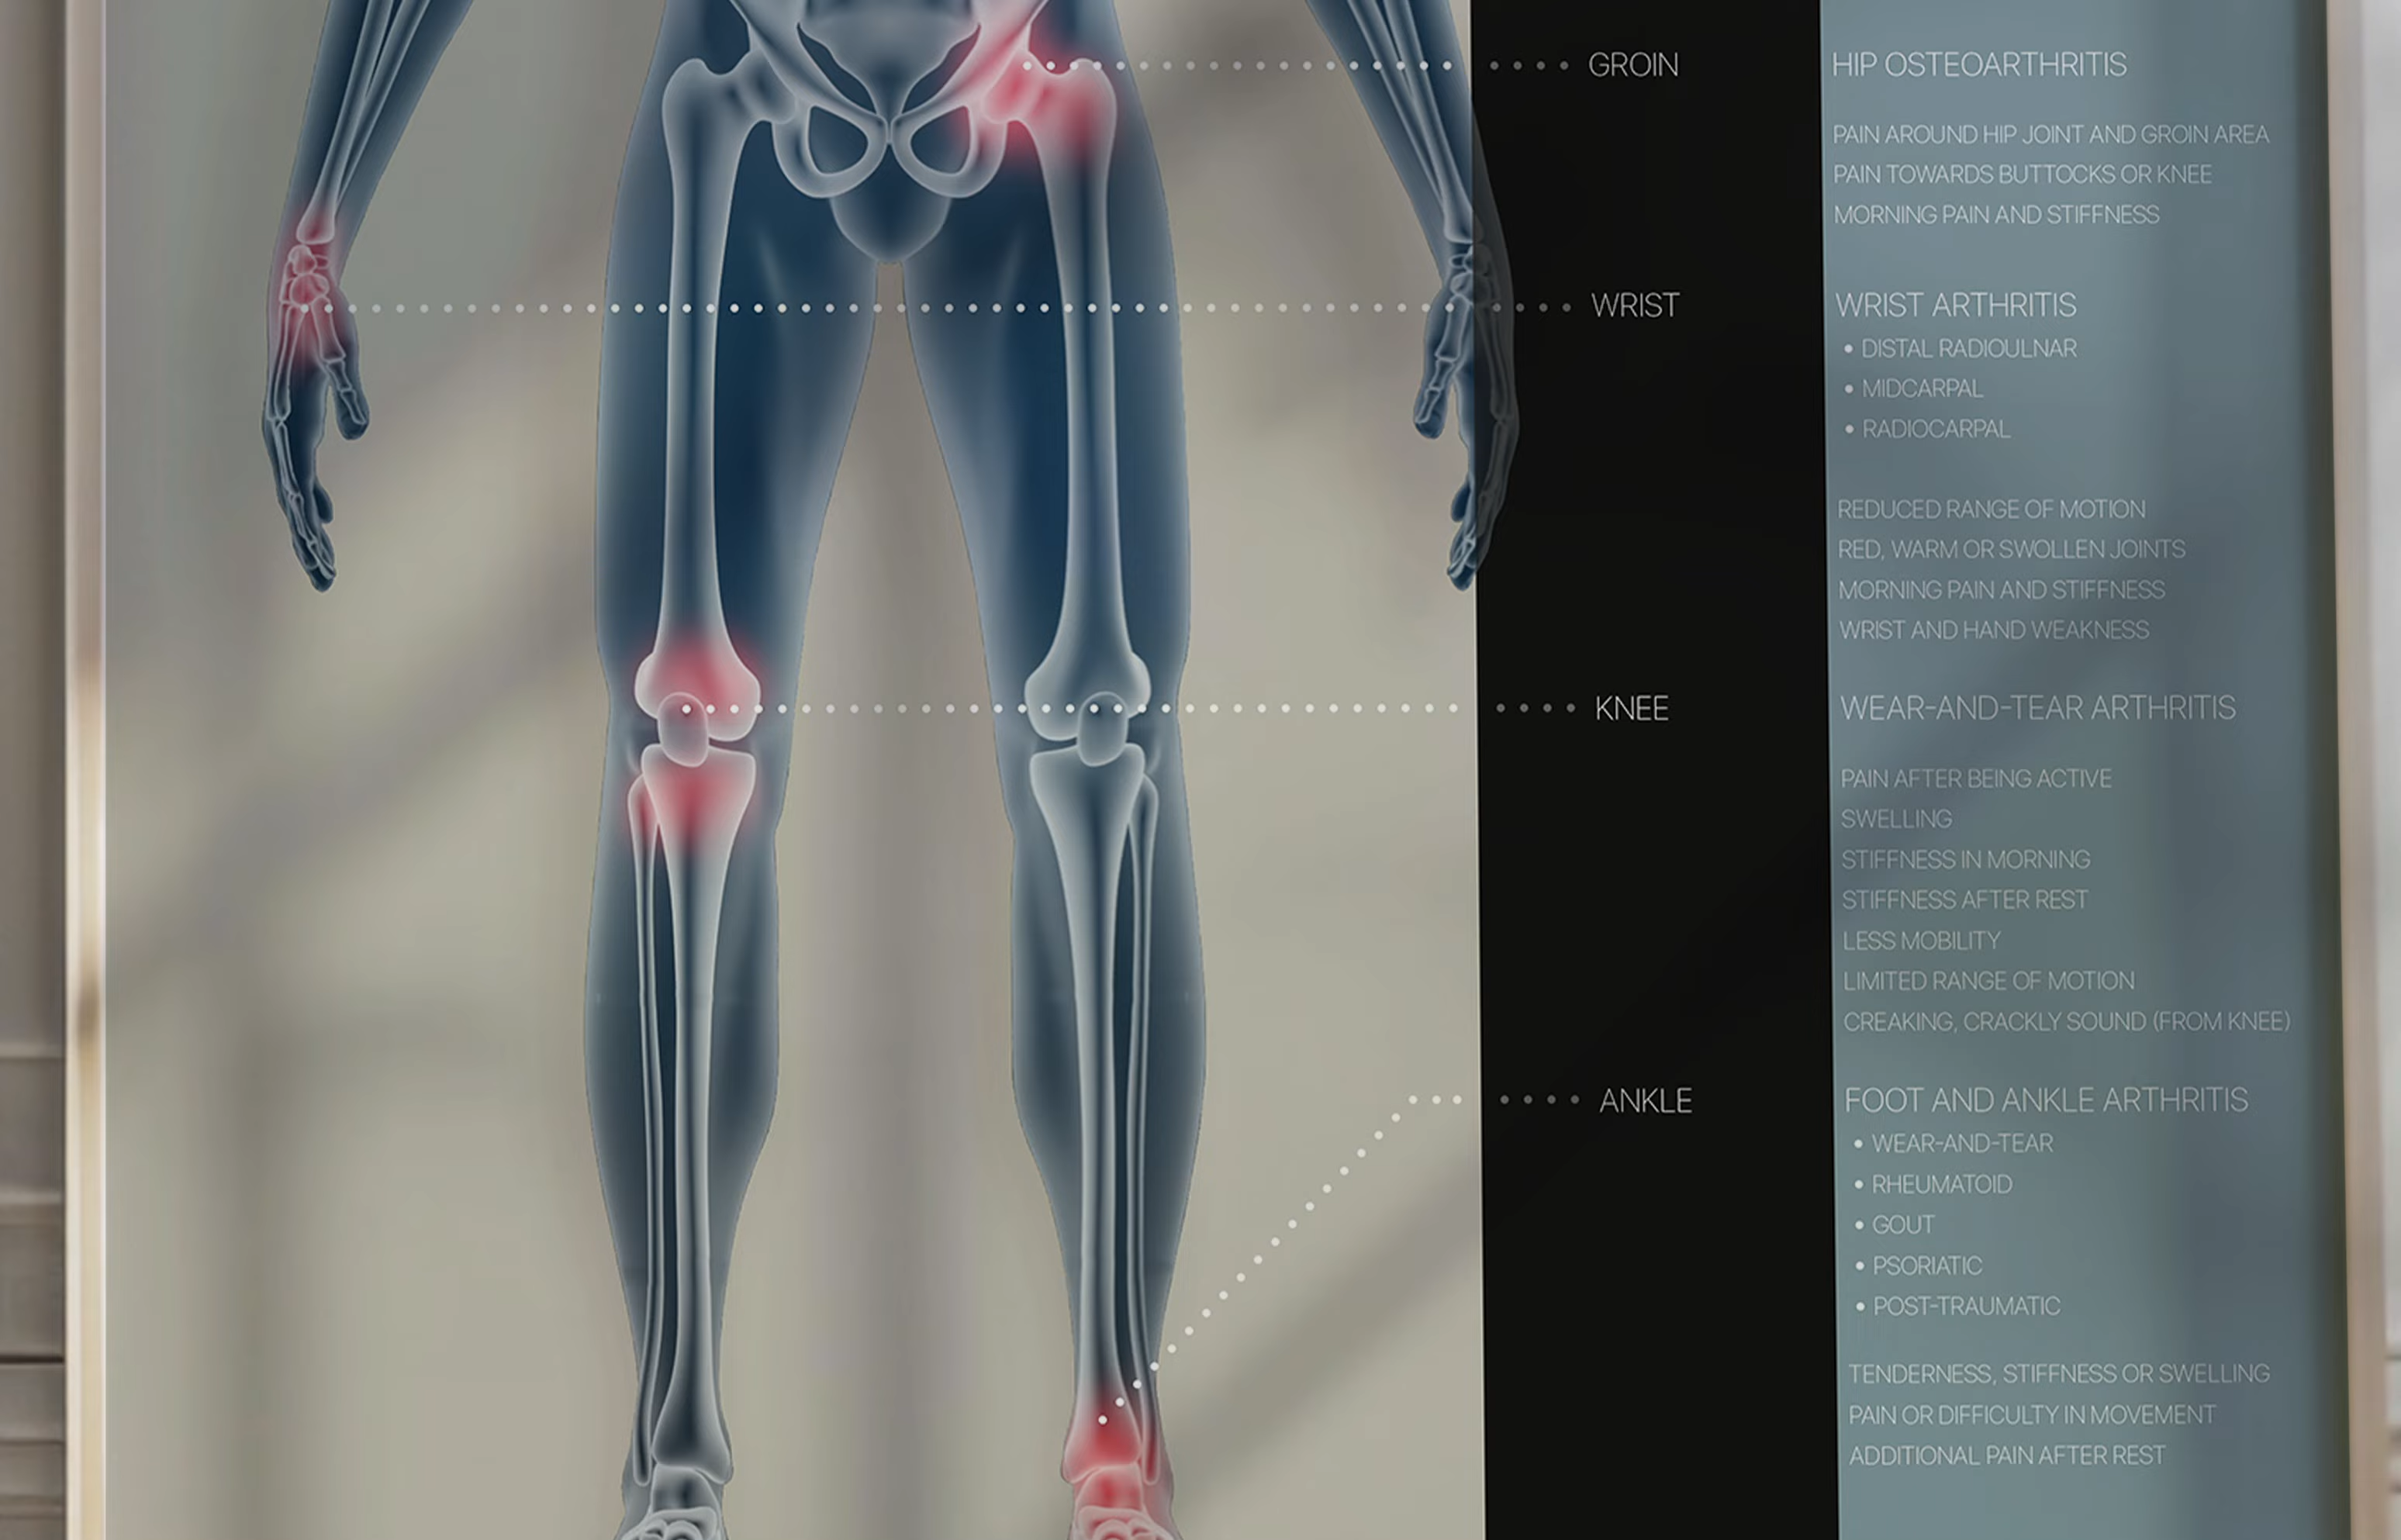 GROIN
HIP OSTEOARTHRITIS
PAIN AROUND HIP JOINT AND GROIN AREA
PAIN TOWARDS BUTTOCKS OR KNEE
MORNING PAIN AND STIFFNESS
WRIST
WRIST ARTHRITIS
• DISTAL RADIOULNAR
• MIDCARPAL
• RADIOCARPAL
REDUCED RANGE OF MOTION
RED, WARM OR SWOLLEN JOINTS
MORNING PAIN AND STIFFNESS
WRIST AND HAND WEAKNESS
KNEE
WEAR-AND-TEAR ARTHRITIS
PAIN AFTER BEING ACTIVE
SWELLING
STIFFNESS IN MORNING
STIFFNESS AFTER REST
LESS MOBILITY
LIMITED RANGE OF MOTION
CREAKING, CRACKLY SOUND (FROM KNEE)
ANKLE
FOOT AND ANKLE ARTHRITIS
• WEAR-AND-TEAR
• RHEUMATOID
• GOUT
• PSORIATIC
• POST-TRAUMATIC
TENDERNESS, STIFFNESS OR SWELLING
PAIN OR DIFFICULTY IN MOVEMENT
ADDITIONAL PAIN AFTER REST